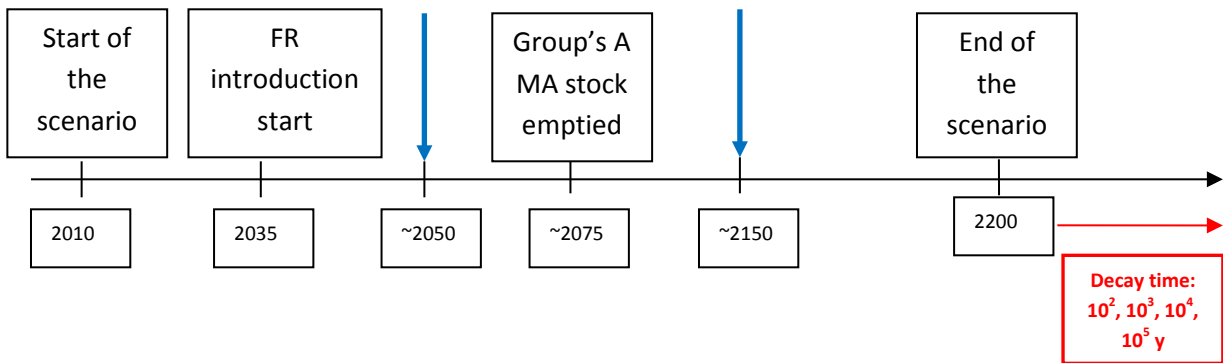 Start of
the
scenario
FR
introduction
start
Group’s A
MA stock
emptied
End of
the
scenario
2010
2035
~2050
~2075
~2150
2200
Decay time:
10², 10³, 10⁴,
10⁵ y